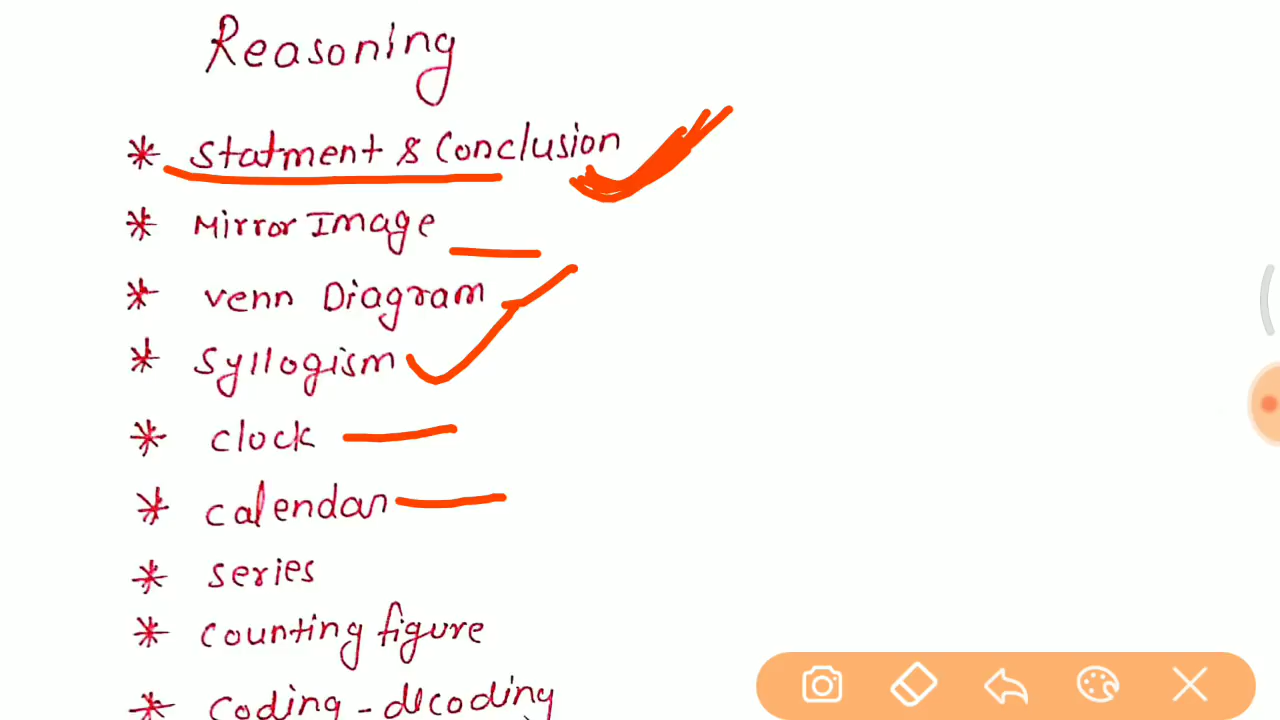 Reasoning
* Statment & Conclusion
* Mirror Image
* Venn Diagram
* Syllogism
* Clock
* Calendar
* Series
* Counting figure
* Coding - decoding